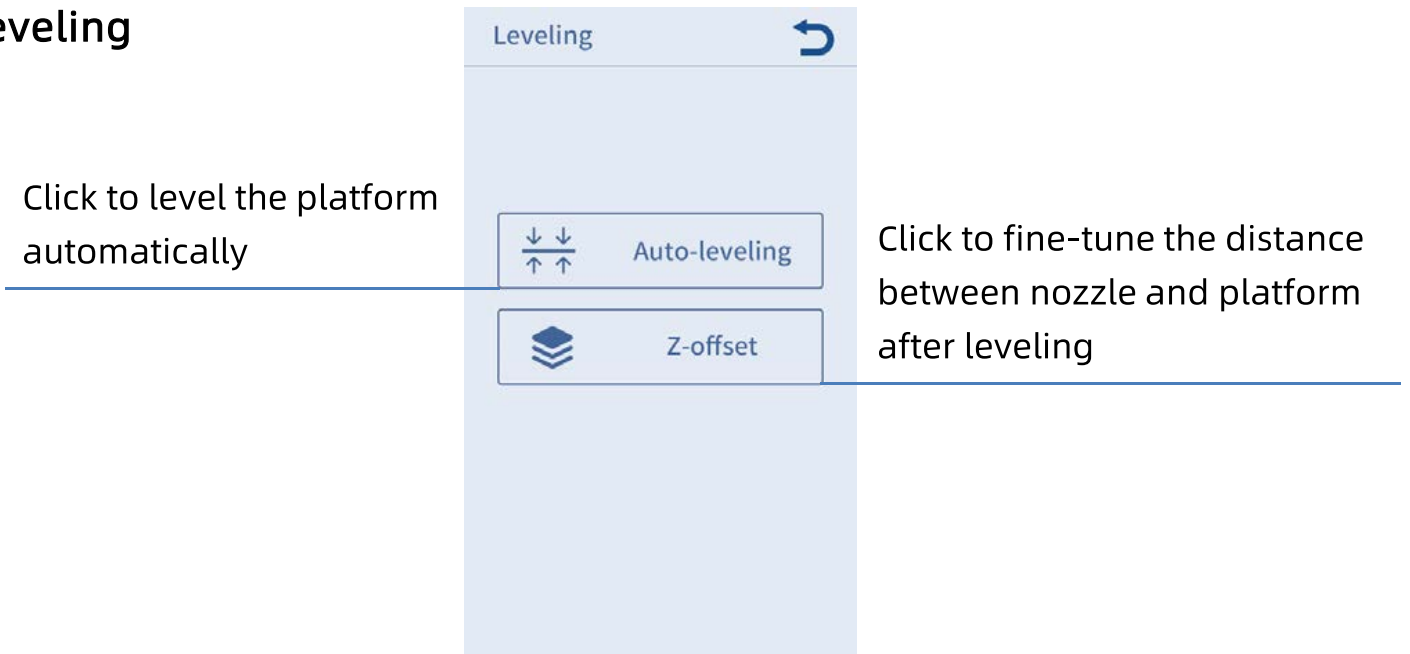 eveling
Leveling
Click to level the platform
automatically
Auto-leveling
Z-offset
Click to fine-tune the distance
between nozzle and platform
after leveling